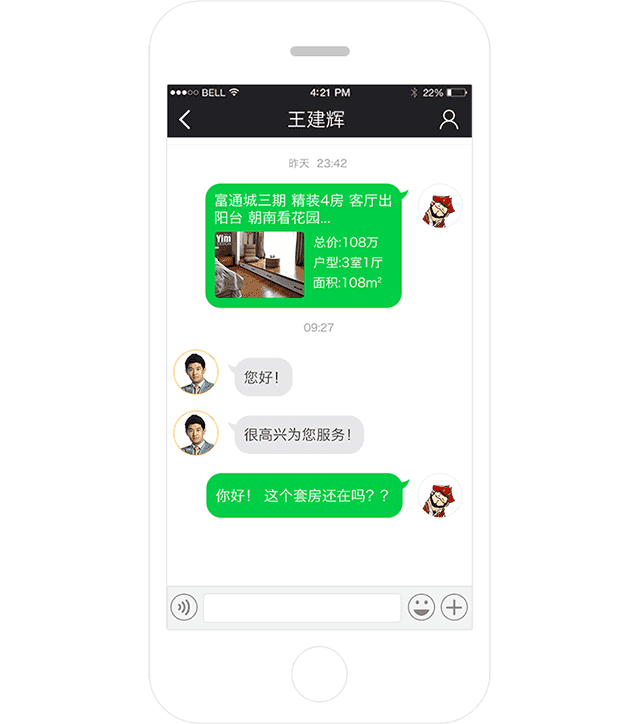 BELL
4:21 PM
22%
王建辉
昨天 23:42
富通城三期 精装4房 客厅出
阳台 朝南看花园...
Yim
总价:108万
户型:3室1厅
面积:108m²
09:27
您好！
很高兴为您服务！
你好！ 这个套房还在吗？？